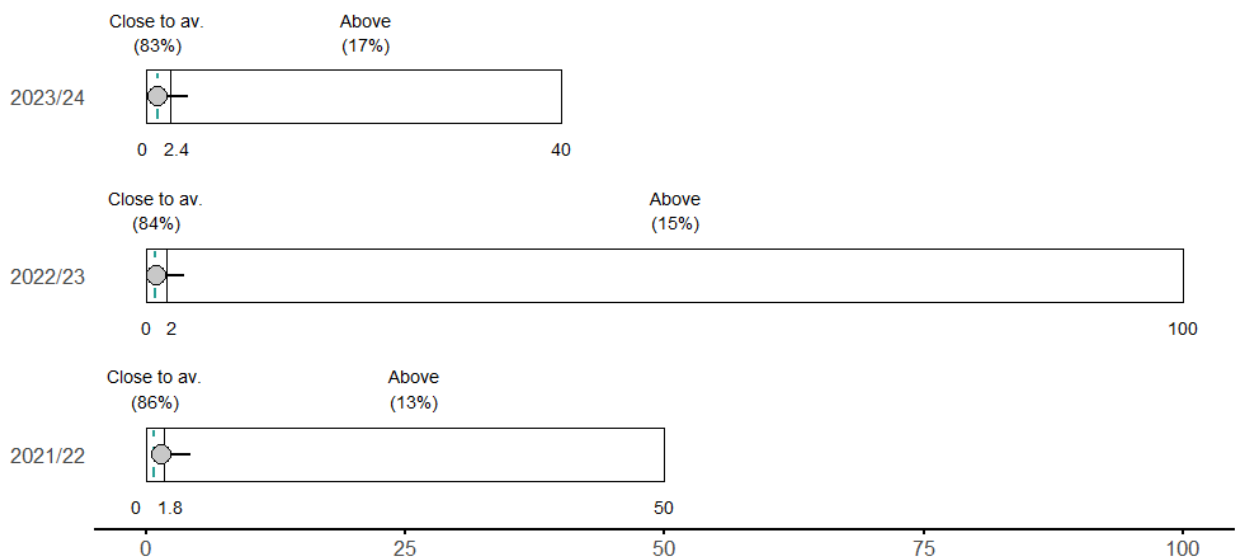 Close to av. Above
(83%) (17%)
2023/24
0 2.4 40
Close to av. Above
(84%) (15%)
2022/23
0 2 100
Close to av. Above
(86%) (13%)
2021/22
0 1.8 50
0 25 50 75 100